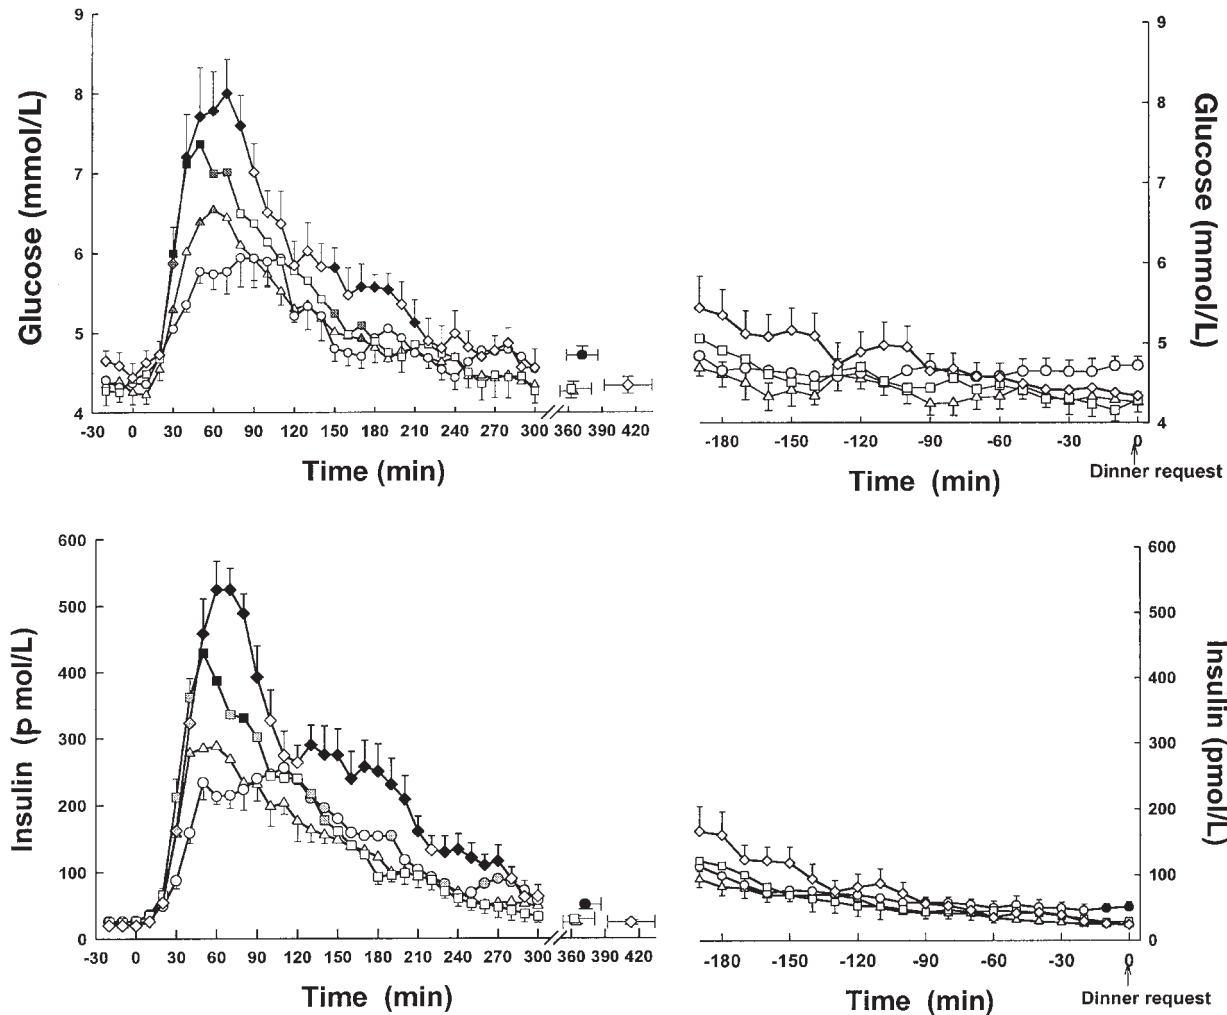 9
8
7
6
5
4
Glucose (mmol/L)
-30 0 30 60 90 120 150 180 210 240 270 300 360 390 420
Time (min)
9
8
7
6
5
4
Glucose (mmol/L)
-180 -150 -120 -90 -60 -30 0
Dinner request
Time (min)
600
500
400
300
200
100
0
Insulin (p mol/L)
-30 0 30 60 90 120 150 180 210 240 270 300 360 390 420
Time (min)
600
500
400
300
200
100
0
Insulin (pmol/L)
-180 -150 -120 -90 -60 -30 0
Dinner request
Time (min)